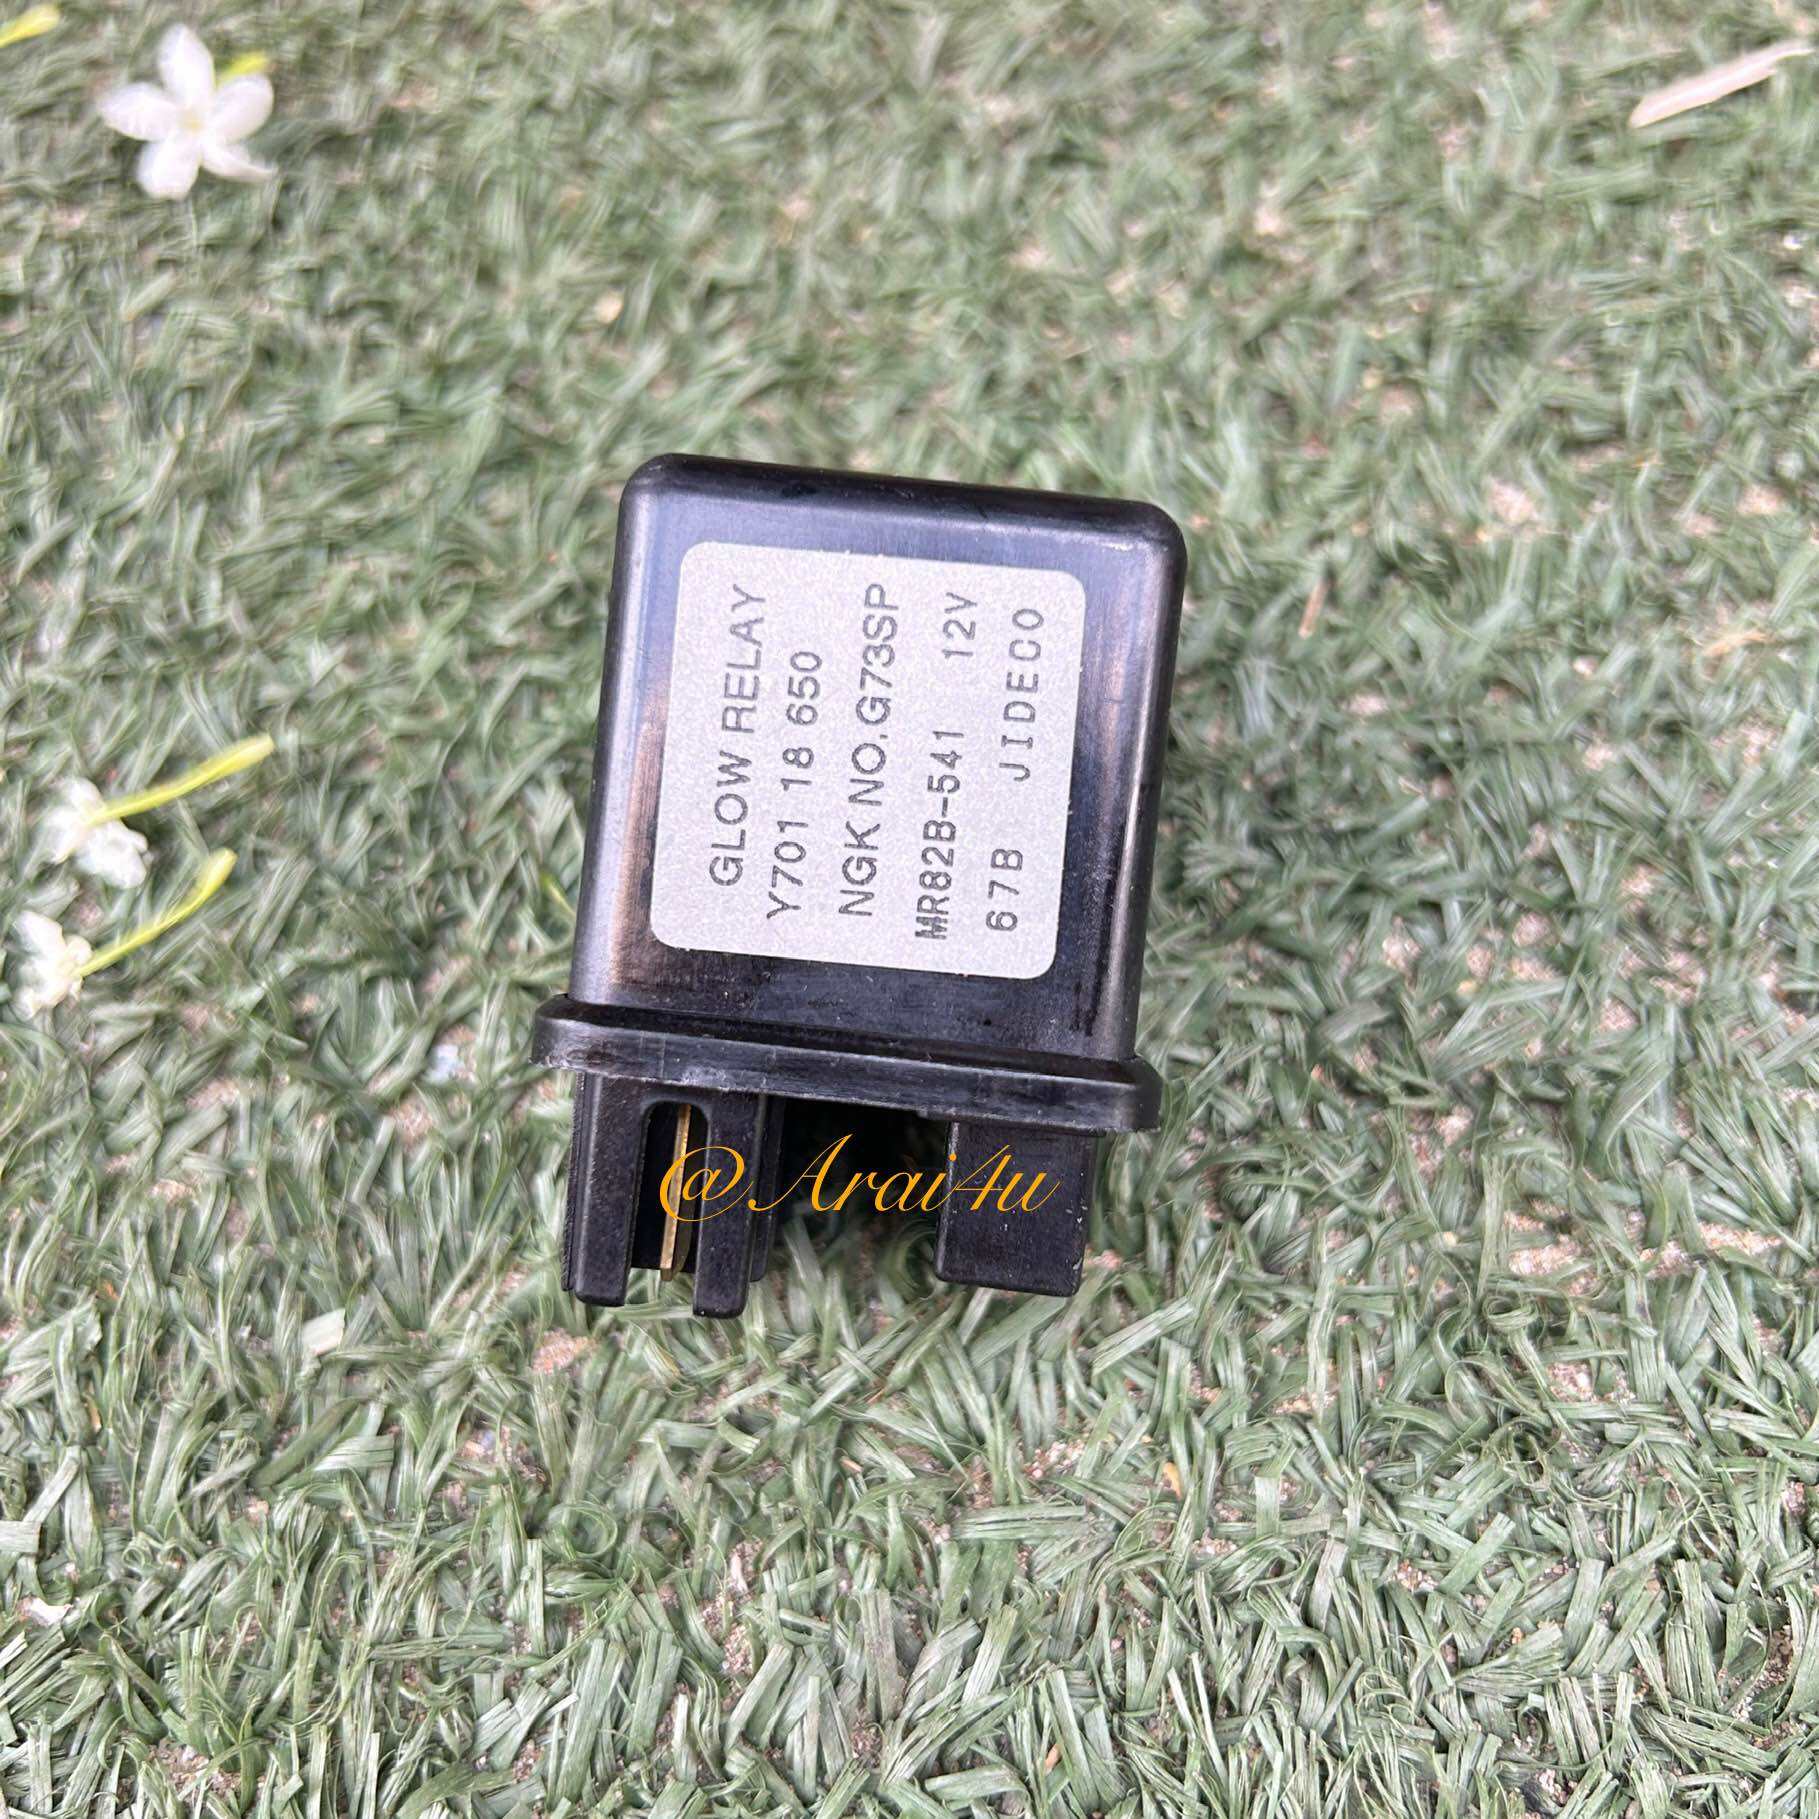 GLOW RELAY
Y701 18 650
NGK NO. G73SP
MR82B-541 12V
67B JIDECO
@Arai4u